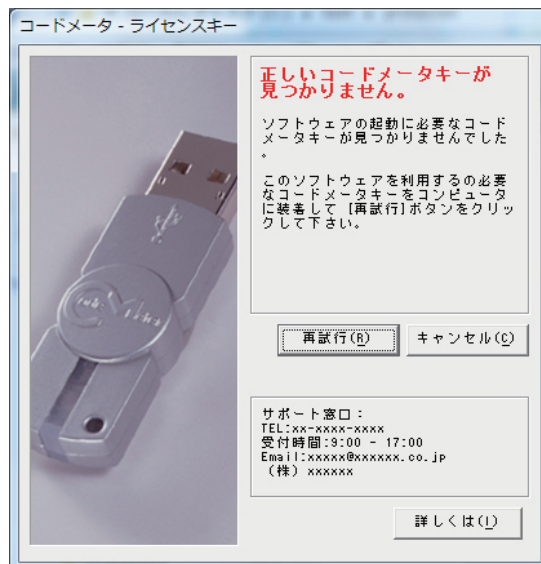 コードメータ - ライセンスキー
正しいコードメータキーが
見つかりません。
ソフトウェアの起動に必要なコード
メータキーが見つかりませんでした
。
このソフトウェアを利用するの必要
なコードメータキーをコンピュータ
に装着して [再試行]ボタンをクリッ
クして下さい。
再試行(R)
キャンセル(C)
サポート窓口：
TEL:xx-xxxx-xxxx
受付時間:9:00 - 17:00
Email:xxxxx@xxxxxx.co.jp
（株）xxxxxx
詳しくは(I)